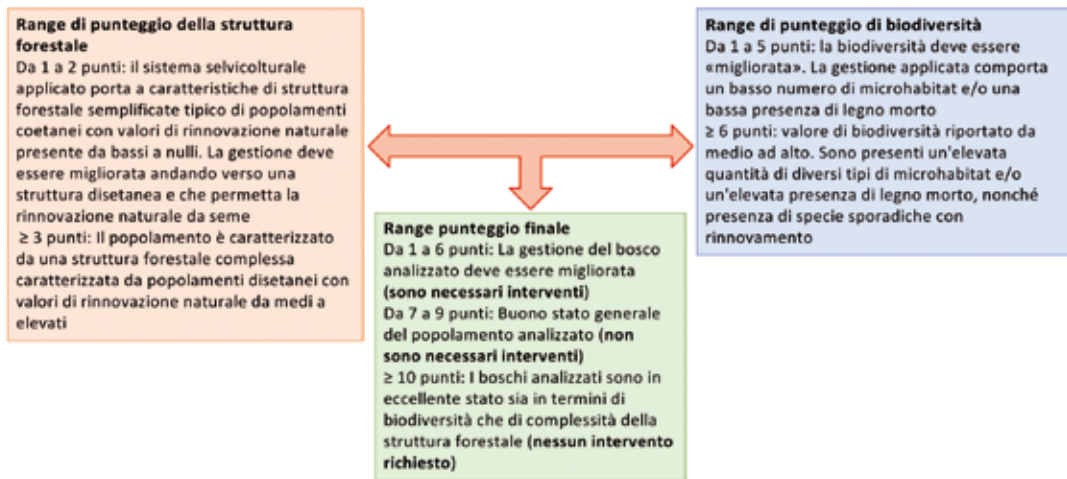 Range di punteggio della struttura
forestale
Da 1 a 2 punti: il sistema selvicolturale
applicato porta a caratteristiche di struttura
forestale semplificate tipico di popolamenti
coetanei con valori di rinnovazione naturale
presente da bassi a nulli. La gestione deve
essere migliorata andando verso una
struttura disetanea e che permetta la
rinnovazione naturale da seme
≥ 3 punti: Il popolamento è caratterizzato
da una struttura forestale complessa
caratterizzata da popolamenti disetanei con
valori di rinnovazione naturale da medi a
elevati
Range di punteggio di biodiversità
Da 1 a 5 punti: la biodiversità deve essere
«migliorata». La gestione applicata comporta
un basso numero di microhabitat e/o una
bassa presenza di legno morto
≥ 6 punti: valore di biodiversità riportato da
medio ad alto. Sono presenti un'elevata
quantità di diversi tipi di microhabitat e/o
un'elevata presenza di legno morto, nonché
presenza di specie sporadiche con
rinnovamento
Range punteggio finale
Da 1 a 6 punti: La gestione del bosco
analizzato deve essere migliorata
(sono necessari interventi)
Da 7 a 9 punti: Buono stato generale
del popolamento analizzato (non
sono necessari interventi)
≥ 10 punti: I boschi analizzati sono in
eccellente stato sia in termini di
biodiversità che di complessità della
struttura forestale (nessun intervento
richiesto)